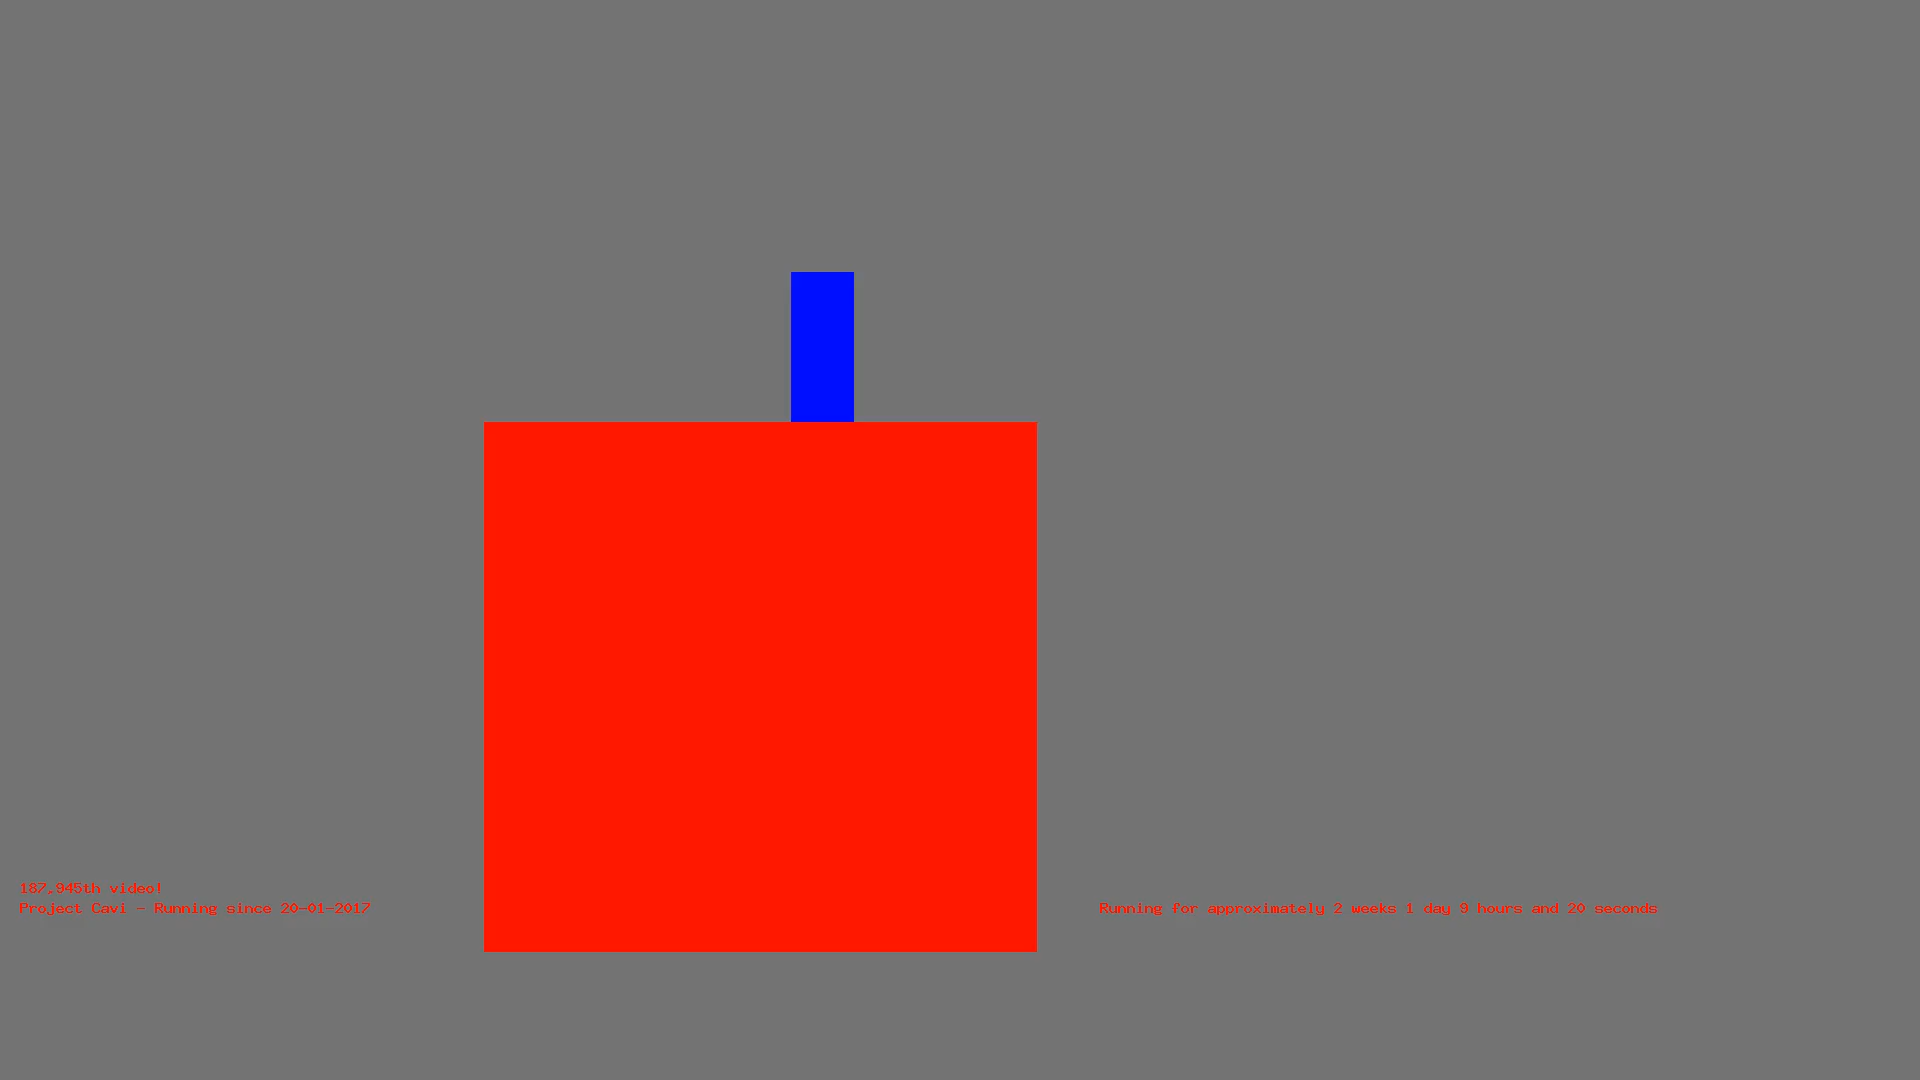 187,945th video!
Project Cavi - Running since 20-01-2017
Running for approximately 2 weeks 1 day 9 hours and 20 seconds